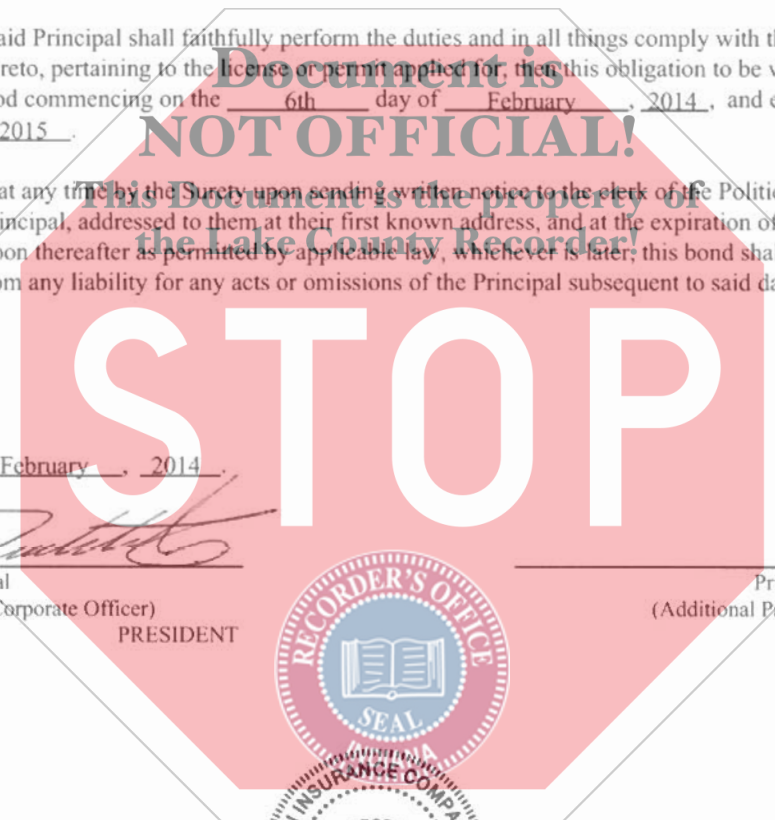 aid Principal shall faithfully perform the duties and in all things comply with th
Document is
reto, pertaining to the license or permit applied for, then this obligation to be v
od commencing on the 6th day of February , 2014 , and e
2015 .
NOT OFFICIAL!
at any time by the Surety upon sending written notice to the clerk of the Politic
This Document is the property of
incipal, addressed to them at their first known address, and at the expiration of
the Lake County Recorder!
oon thereafter as permitted by applicable law, whichever is later, this bond sha
om any liability for any acts or omissions of the Principal subsequent to said da
STOP
February , 2014 .
al
Pr
Corporate Officer)
(Additional P
PRESIDENT
RECORDER'S OFFICE
SEAL
INDIANA
INSURANCE COMPA